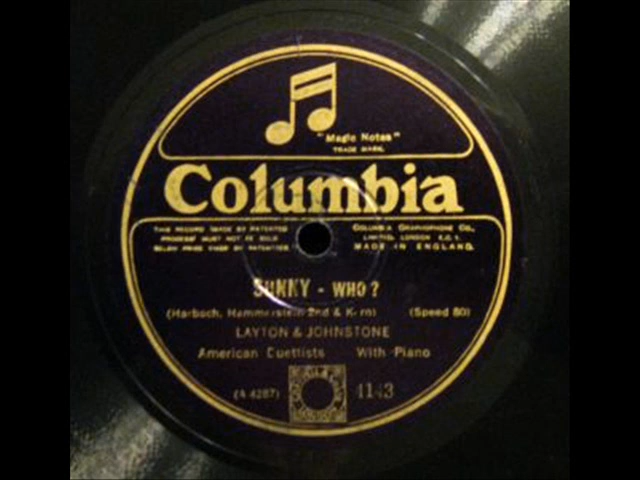 "Magic Notes"
TRADE MARK.
Columbia
THIS RECORD MADE BY PATENTED
PROCESS MUST NOT BE SOLD
BELOW PRICE FIXED BY PATENTEES.
COLUMBIA GRAPHOPHONE CO.,
LIMITED. LONDON E.C.1.
MADE IN ENGLAND.
SUNNY - WHO?
(Harbach, Hammerstein 2nd & Kern) (Speed 80)
LAYTON & JOHNSTONE
American Duettists With Piano
(A 4287) 4143